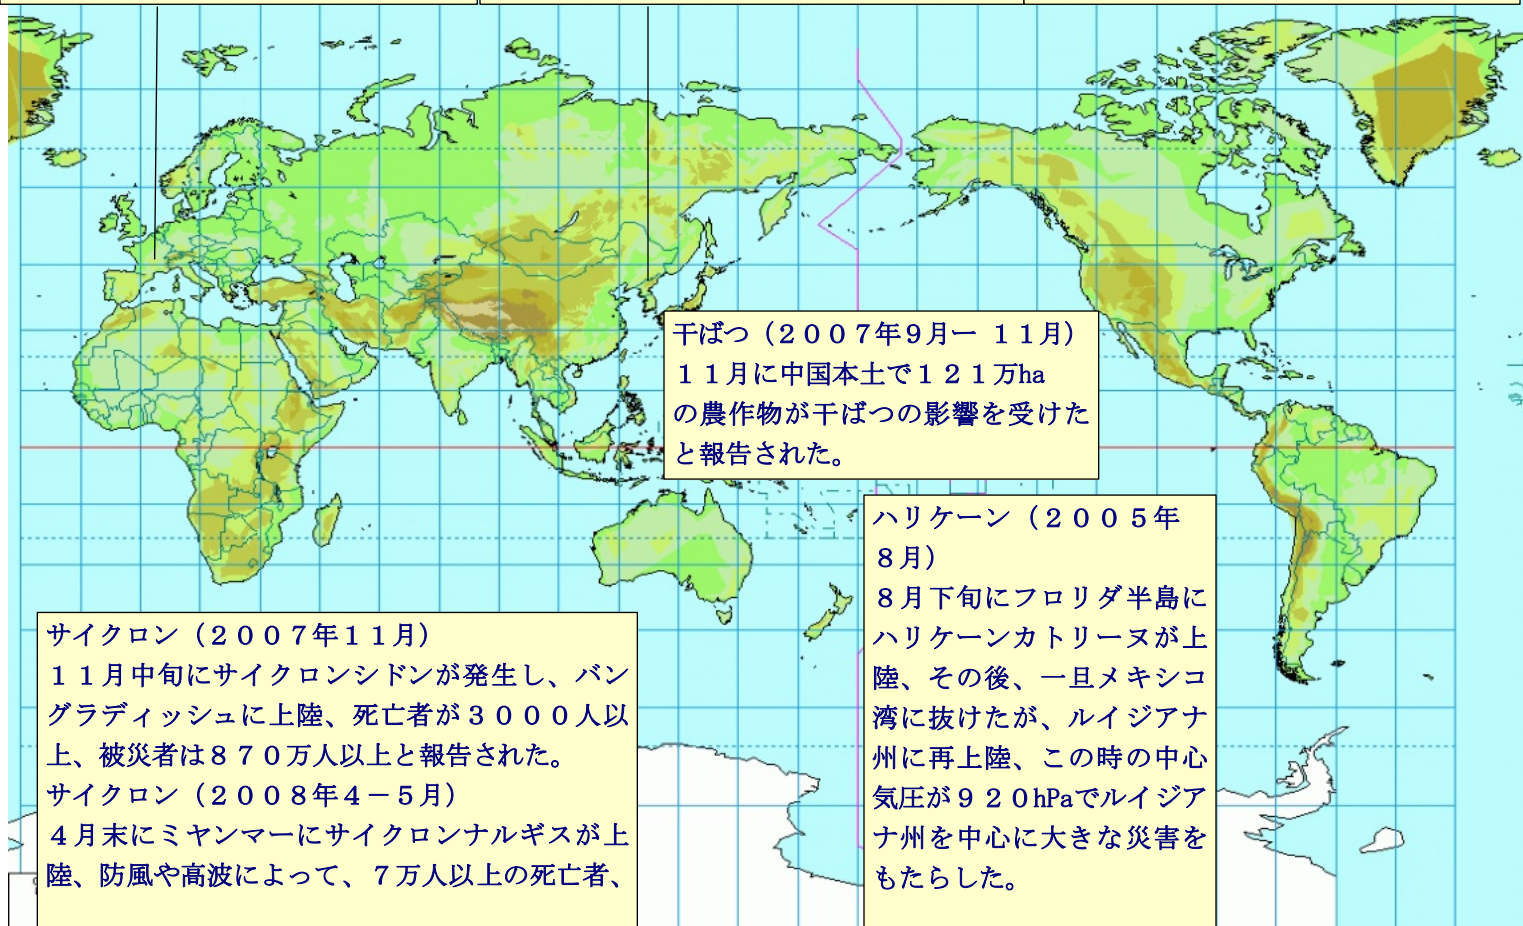 干ばつ（２００７年９月ー １１月）
１１月に中国本土で１２１万ha
の農作物が干ばつの影響を受けた
と報告された。
ハリケーン（２００５年
８月）
８月下旬にフロリダ半島に
ハリケーンカトリーヌが上
陸、その後、一旦メキシコ
湾に抜けたが、ルイジアナ
州に再上陸、この時の中心
気圧が９２０hPaでルイジア
ナ州を中心に大きな災害を
もたらした。
サイクロン（２００７年１１月）
１１月中旬にサイクロンシドンが発生し、バン
グラディッシュに上陸、死亡者が３０００人以
上、被災者は８７０万人以上と報告された。
サイクロン（２００８年４－５月）
４月末にミヤンマーにサイクロンナルギスが上
陸、防風や高波によって、７万人以上の死亡者、